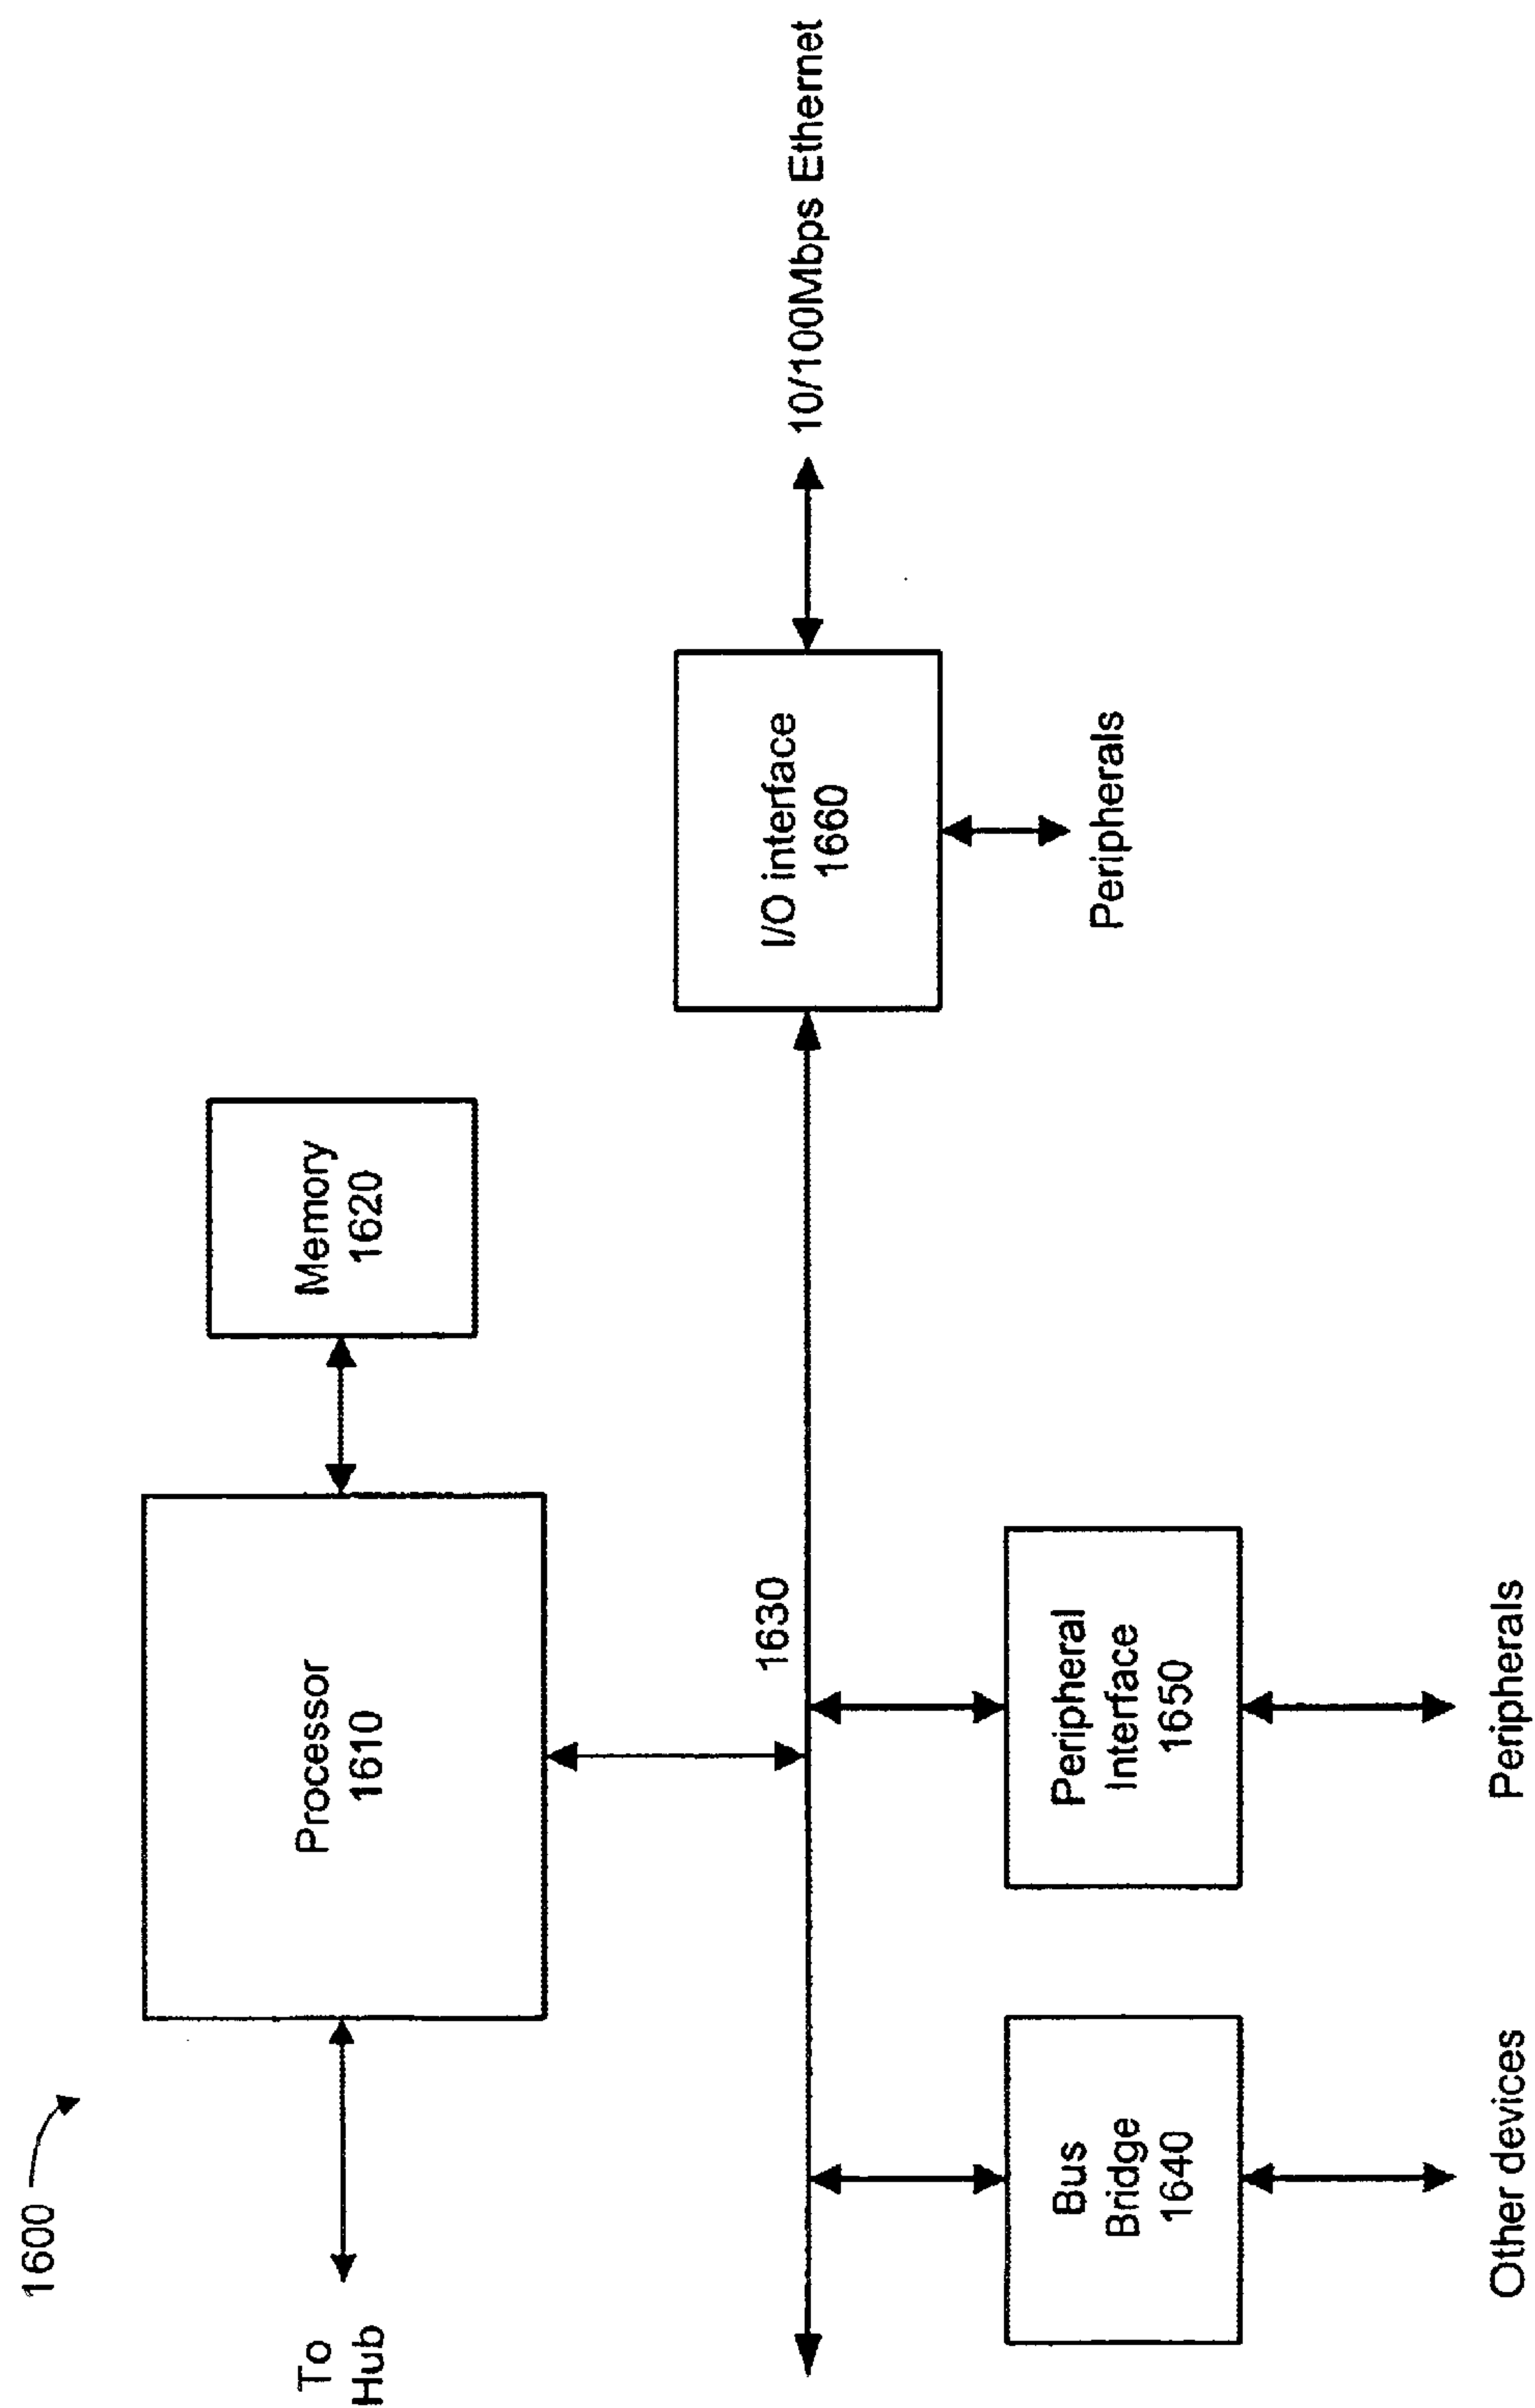 1600
To
Hub
Processor
1610
Memory
1620
1630
I/O interface
1660
10/100Mbps Ethernet
Peripherals
Bus
Bridge
1640
Peripheral
Interface
1650
Other devices
Peripherals